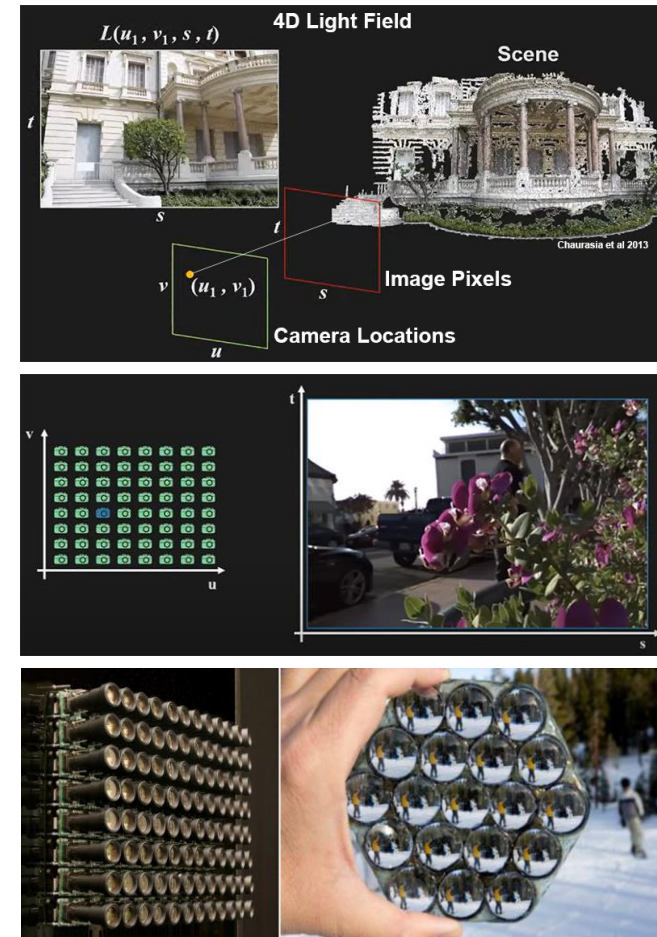 4D Light Field
L(u₁ , v₁ , s , t)
Scene
t
s
t
Chaurasia et al 2013
v
(u₁ , v₁)
s
Image Pixels
u
Camera Locations
t
v
u
s